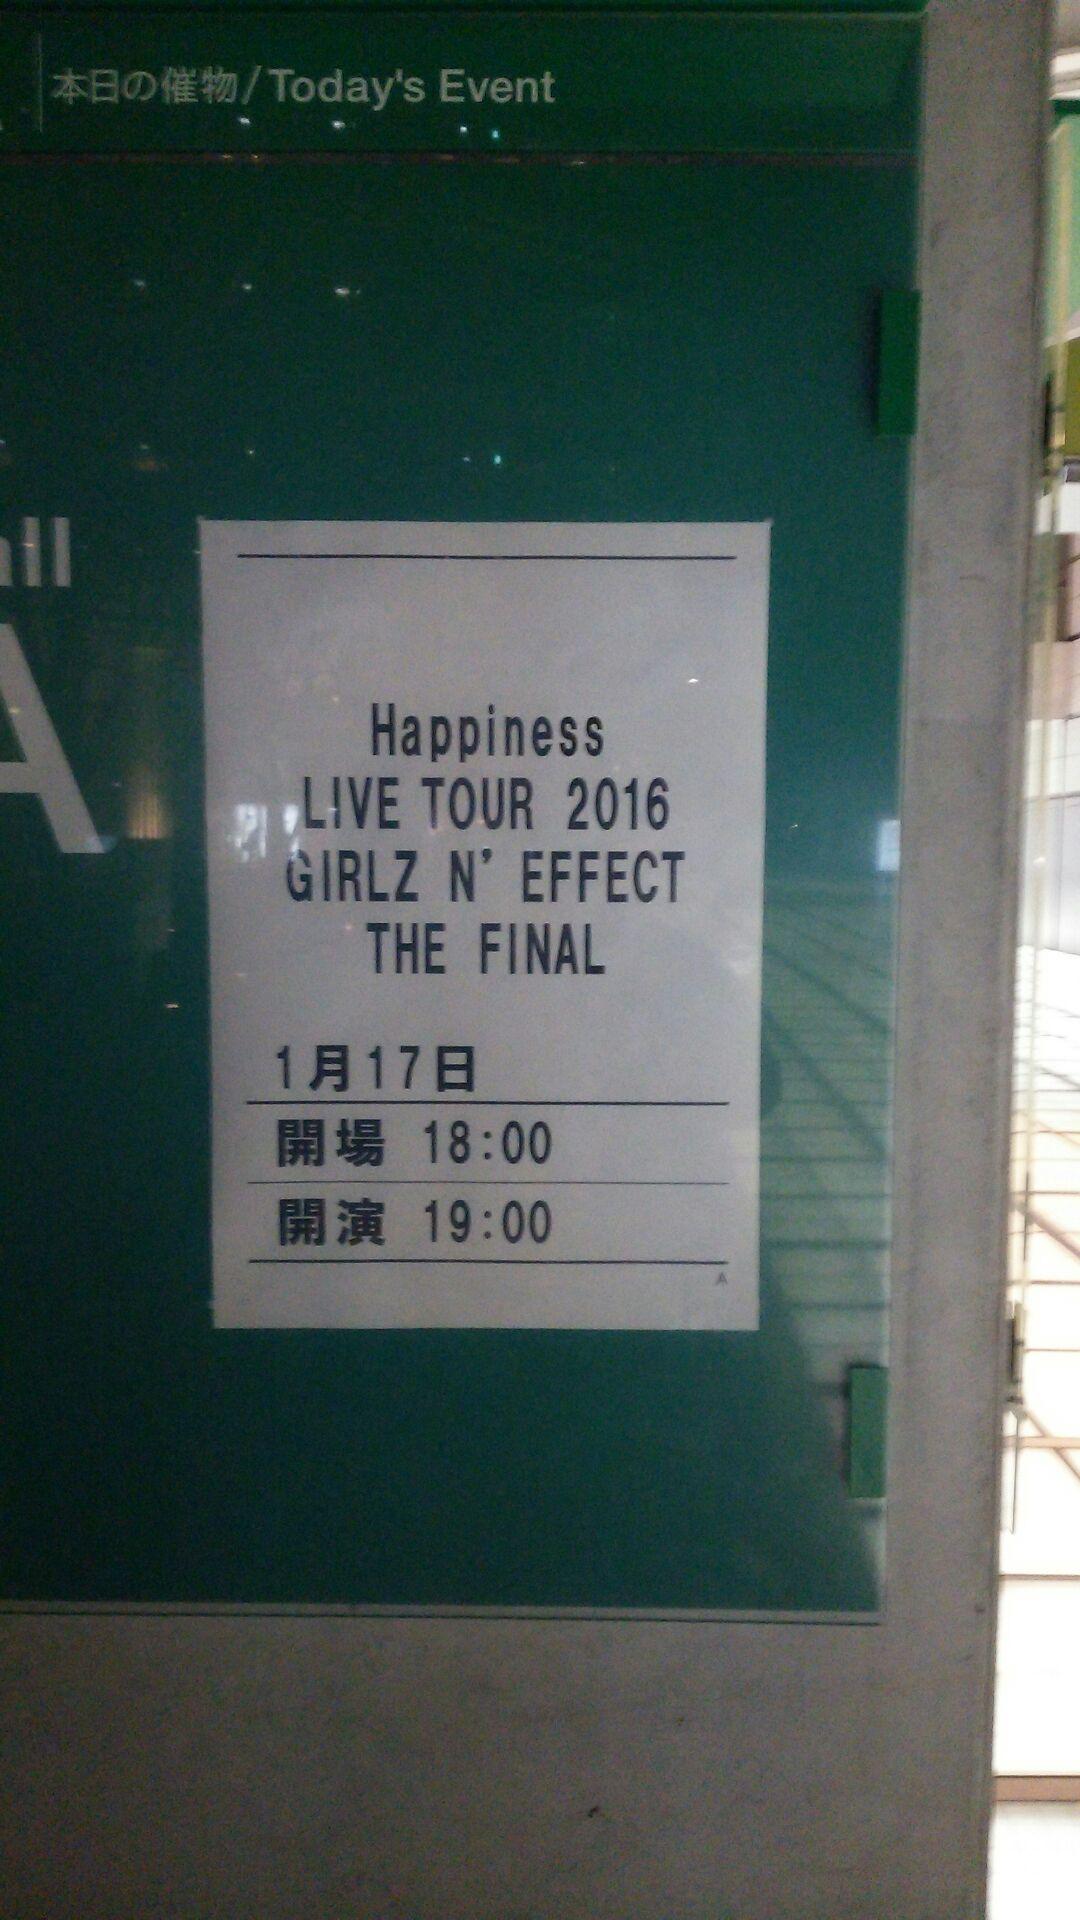 本日の催物/Today's Event
all
A
Happiness
LIVE TOUR 2016
GIRLZ N' EFFECT
THE FINAL
1月17日
開場 18:00
開演 19:00
A